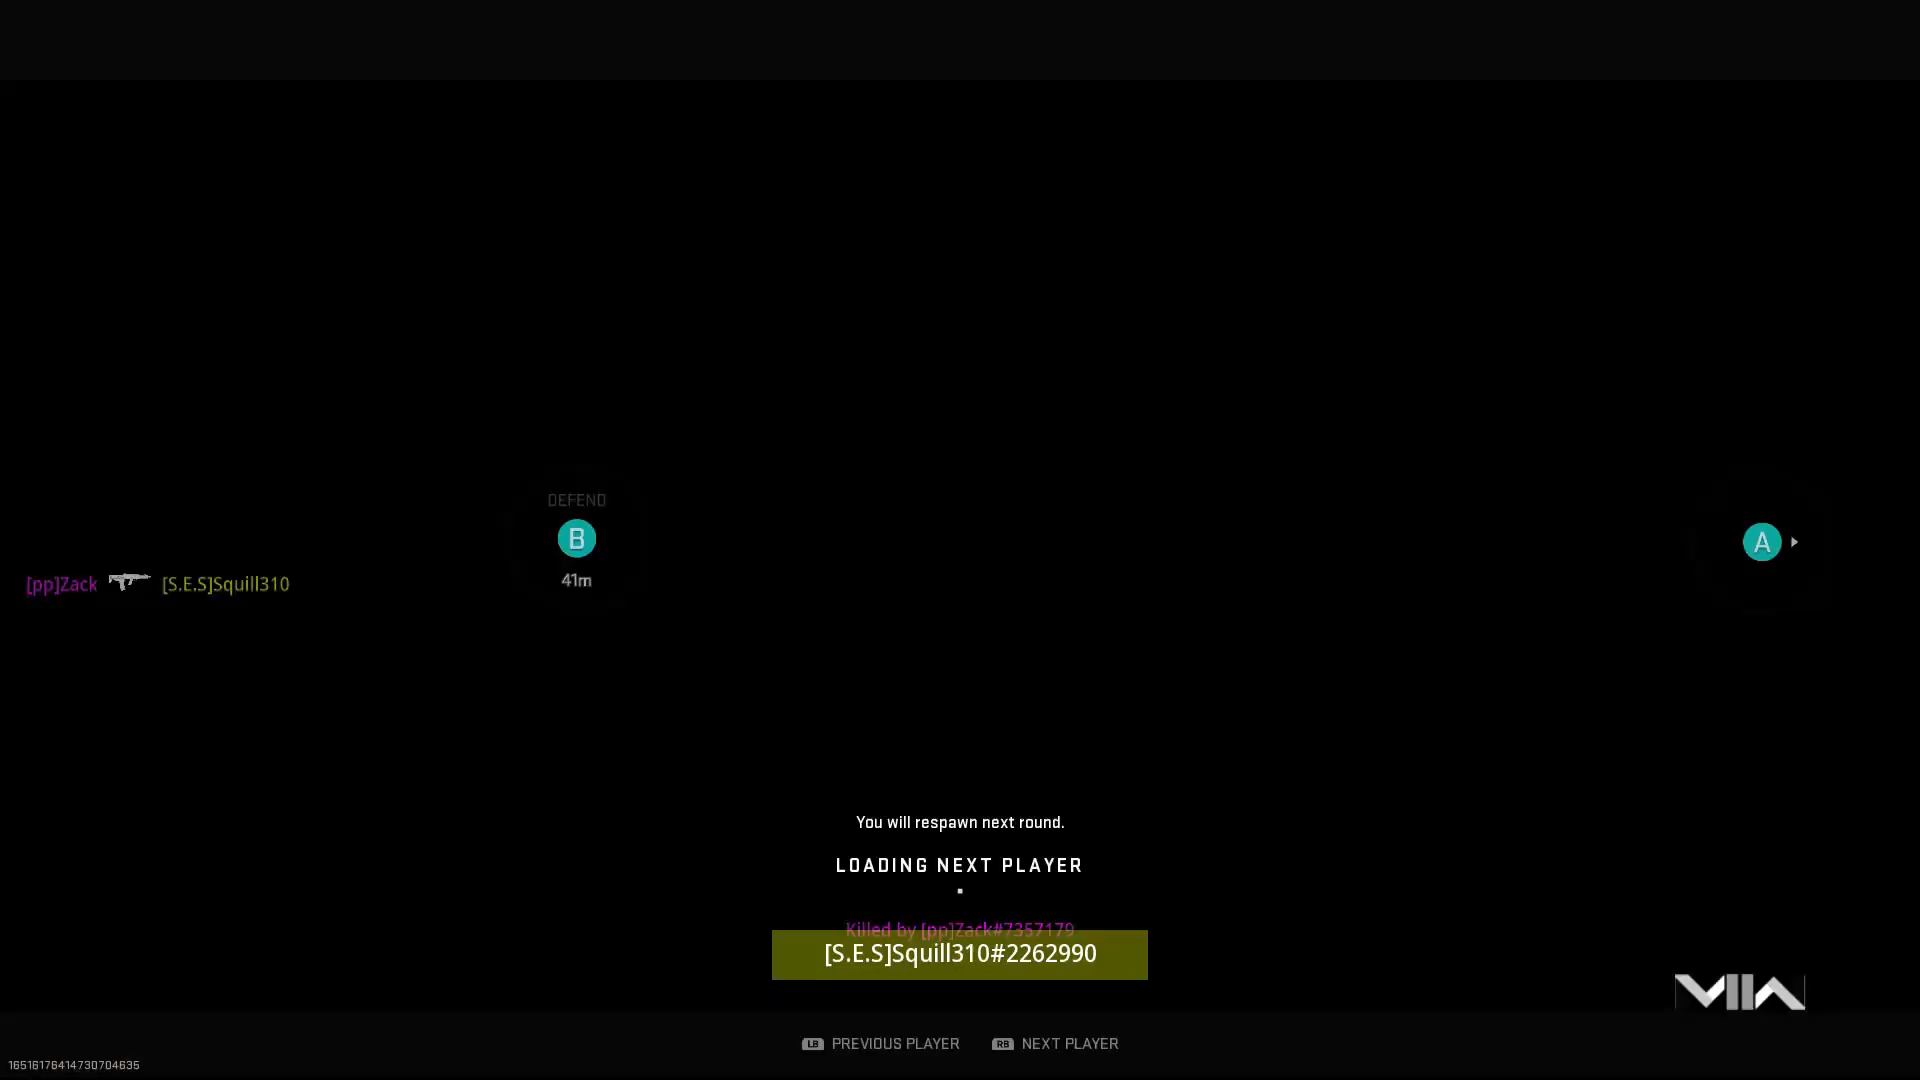 DEFEND
B
A
41m
[pp]Zack [S.E.S]Squill310
You will respawn next round.
LOADING NEXT PLAYER
Killed by [pp]Zack#7357179
[S.E.S]Squill310#2262990
LB PREVIOUS PLAYER RB NEXT PLAYER
16516176414730704635